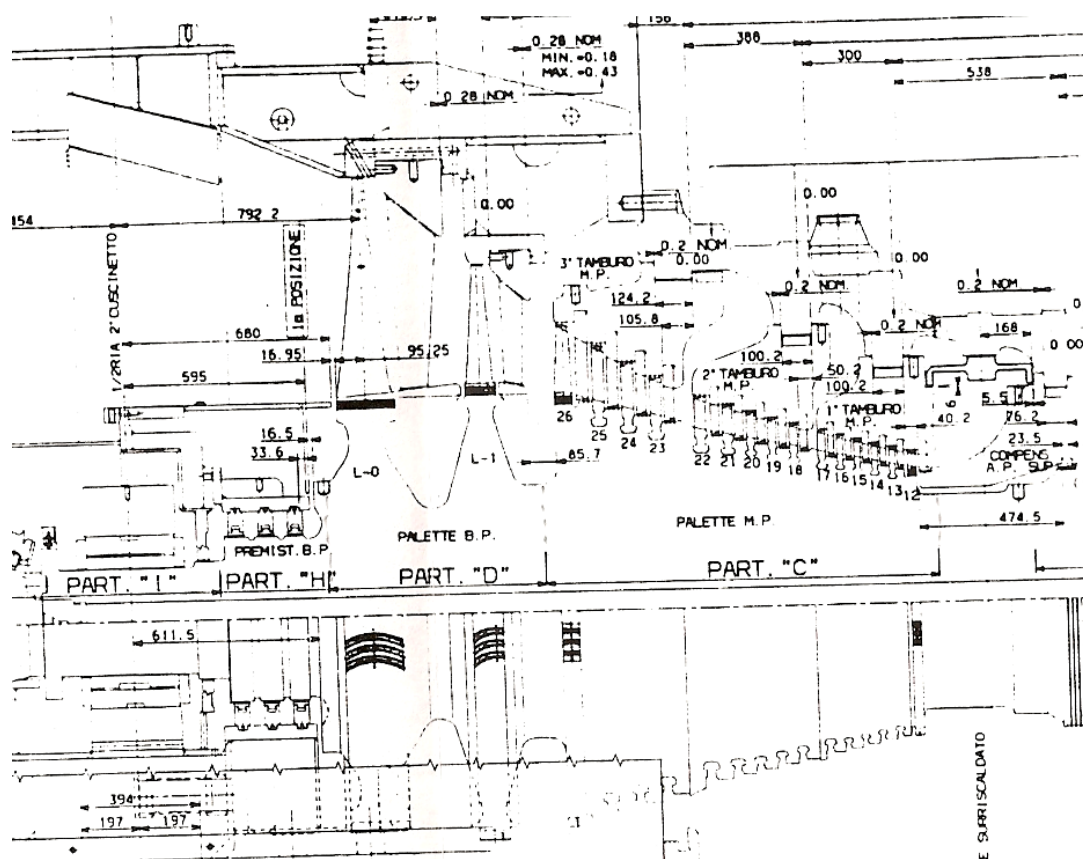 156
388
0.28 NOM
MIN.=0.18
MAX.=0.43
300
538
0.28 NOM
154
792.2
0.00
0.00
1/2RIA 2° CUSCINETTO
1a POSIZIONE
0.2 NOM
0.00
3° TAMBURO
M.P.
0.00
0.2 NOM.
0.2 NOM
124.2
105.8
680
16.95
95.25
0.2 NOM
168
0.00
595
100.2
2° TAMBURO
M.P.
50.2
100.2
1° TAMBURO
M.P.
6
5.5
40.2
76.2
26
25
24
23
22
21
20
19
18
17
16
15
14
13
12
16.5
33.6
L-0
L-1
85.7
23.5
COMPENS
A.P. SUP
PREMIST. B.P
PALETTE B.P.
PALETTE M.P.
474.5
PART. "I"
PART. "H"
PART. "D"
PART. "C"
611.5
394
197
197
E SURRISCALDATO